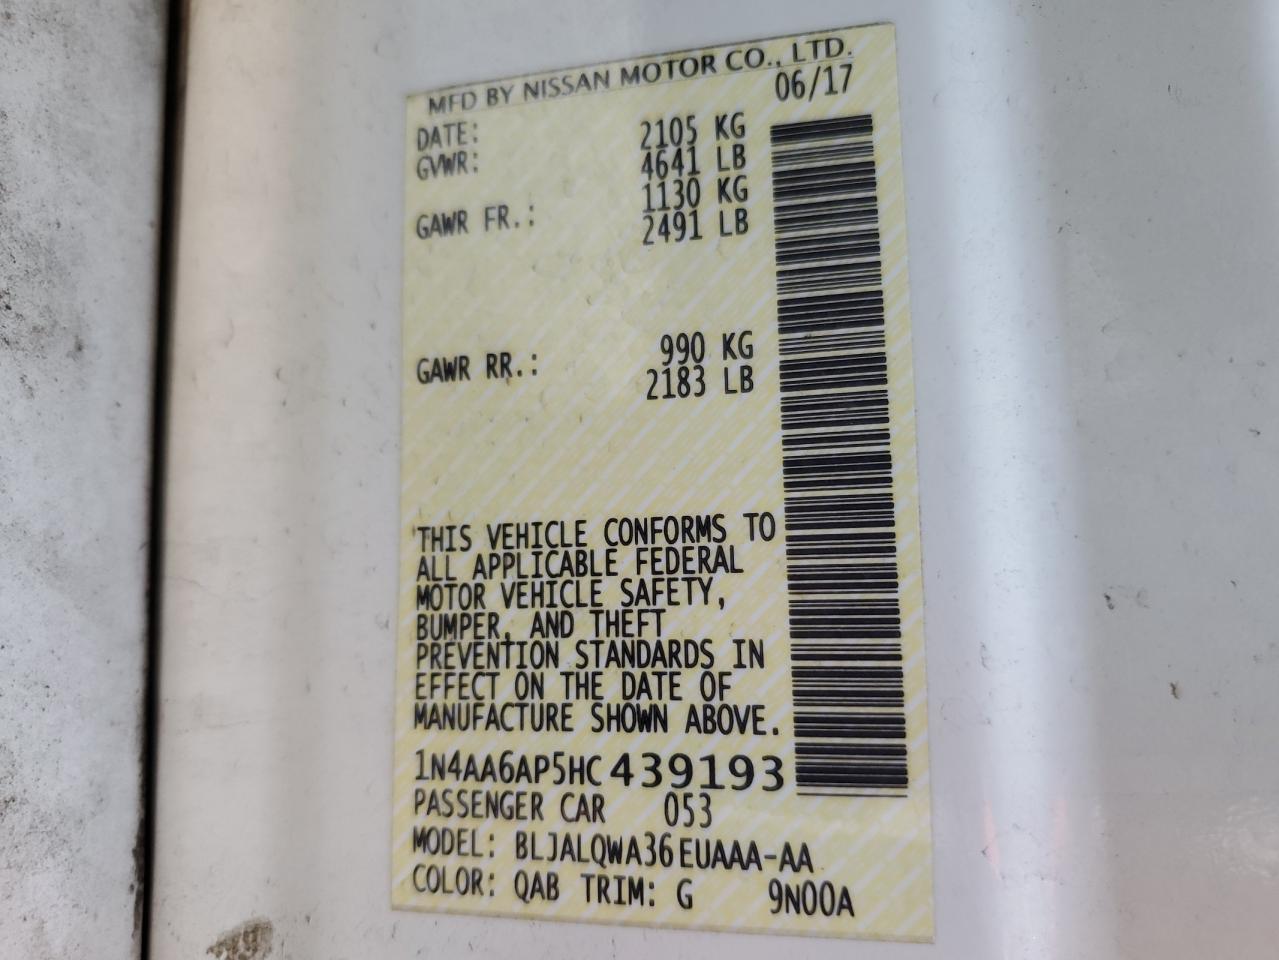 MFD BY NISSAN MOTOR CO., LTD.
DATE: 06/17
GVWR: 2105 KG
4641 LB
GAWR FR.: 1130 KG
2491 LB
GAWR RR.: 990 KG
2183 LB
THIS VEHICLE CONFORMS TO
ALL APPLICABLE FEDERAL
MOTOR VEHICLE SAFETY,
BUMPER, AND THEFT
PREVENTION STANDARDS IN
EFFECT ON THE DATE OF
MANUFACTURE SHOWN ABOVE.
1N4AA6AP5HC439193
PASSENGER CAR 053
MODEL: BLJALQWA36EUAAA-AA
COLOR: QAB TRIM: G 9N00A